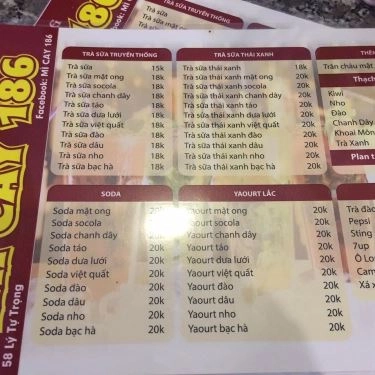 CAY 186
Facebook: MÌ CAY 186
58 Lý Tự Trọng
TRÀ SỮA TRUYỀN THỐNG
Trà sữa 15k
Trà sữa mật ong 18k
Trà sữa socola 18k
Trà sữa chanh dây 18k
Trà sữa táo 18k
Trà sữa dưa lưới 18k
Trà sữa việt quất 18k
Trà sữa đào 18k
Trà sữa dâu 18k
Trà sữa nho 18k
Trà sữa bạc hà 18k
TRÀ SỮA THÁI XANH
Trà sữa thái xanh 18k
Trà sữa thái xanh mật ong 20k
Trà sữa thái xanh socola 20k
Trà sữa thái xanh chanh dây 20k
Trà sữa thái xanh táo 20k
Trà sữa thái xanh dưa lưới 20k
Trà sữa thái xanh việt quất 20k
Trà sữa thái xanh đào 20k
Trà sữa thái xanh dâu 20k
Trà sữa thái xanh nho 20k
Trà sữa thái xanh bạc hà 20k
Trân châu mật
Thạch
Kiwi
Nho
Đào
Chanh Dây
Khoai Môn
Trà Xanh
Plan t
SODA
Soda mật ong 20k
Soda socola 20k
Soda chanh dây 20k
Soda táo 20k
Soda dưa lưới 20k
Soda việt quất 20k
Soda đào 20k
Soda dâu 20k
Soda nho 20k
Soda bạc hà 20k
YAOURT LẮC
Yaourt mật ong 20k
Yaourt socola 20k
Yaourt chanh dây 20k
Yaourt táo 20k
Yaourt dưa lưới 20k
Yaourt việt quất 20k
Yaourt đào 20k
Yaourt dâu 20k
Yaourt nho 20k
Yaourt bạc hà 20k
Trà đào
Pepsi
Sting
7up
Ô Lo
Cam
Xá x